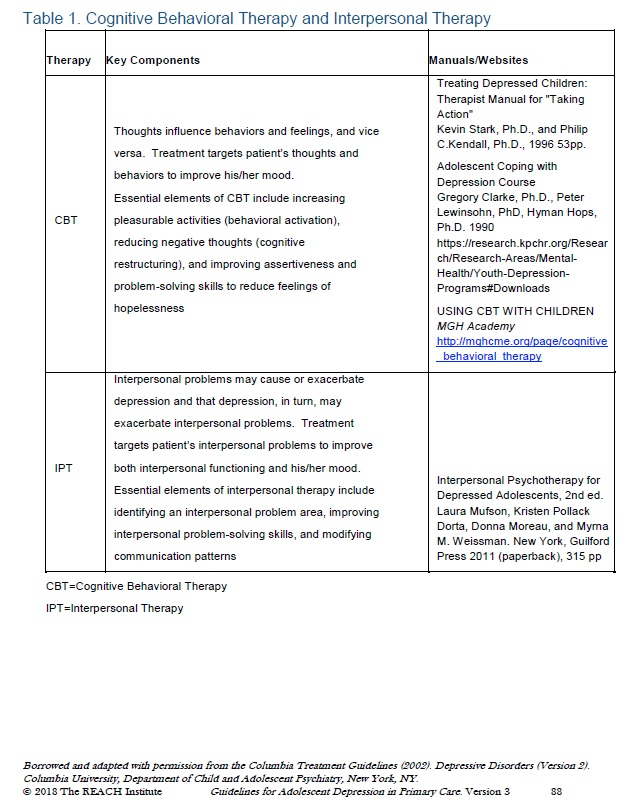 Table 1. Cognitive Behavioral Therapy and Interpersonal Therapy
Therapy Key Components Manuals/Websites
CBT
Thoughts influence behaviors and feelings, and vice
versa. Treatment targets patient's thoughts and
behaviors to improve his/her mood.
Essential elements of CBT include increasing
pleasurable activities (behavioral activation),
reducing negative thoughts (cognitive
restructuring), and improving assertiveness and
problem-solving skills to reduce feelings of
hopelessness
Treating Depressed Children:
Therapist Manual for "Taking
Action"
Kevin Stark, Ph.D., and Philip
C.Kendall, Ph.D., 1996 53pp.
Adolescent Coping with
Depression Course
Gregory Clarke, Ph.D., Peter
Lewinsohn, PhD, Hyman Hops,
Ph.D. 1990
https://research.kpchr.org/Resear
ch/Research-Areas/Mental-
Health/Youth-Depression-
Programs#Downloads
USING CBT WITH CHILDREN
MGH Academy
http://mghcme.org/page/cognitive
_behavioral_therapy
IPT
Interpersonal problems may cause or exacerbate
depression and that depression, in turn, may
exacerbate interpersonal problems. Treatment
targets patient's interpersonal problems to improve
both interpersonal functioning and his/her mood.
Essential elements of interpersonal therapy include
identifying an interpersonal problem area, improving
interpersonal problem-solving skills, and modifying
communication patterns
Interpersonal Psychotherapy for
Depressed Adolescents, 2nd ed.
Laura Mufson, Kristen Pollack
Dorta, Donna Moreau, and Myrna
M. Weissman. New York, Guilford
Press 2011 (paperback), 315 pp
CBT=Cognitive Behavioral Therapy
IPT=Interpersonal Therapy
Borrowed and adapted with permission from the Columbia Treatment Guidelines (2002). Depressive Disorders (Version 2).
Columbia University, Department of Child and Adolescent Psychiatry, New York, NY.
© 2018 The REACH Institute Guidelines for Adolescent Depression in Primary Care. Version 3 88